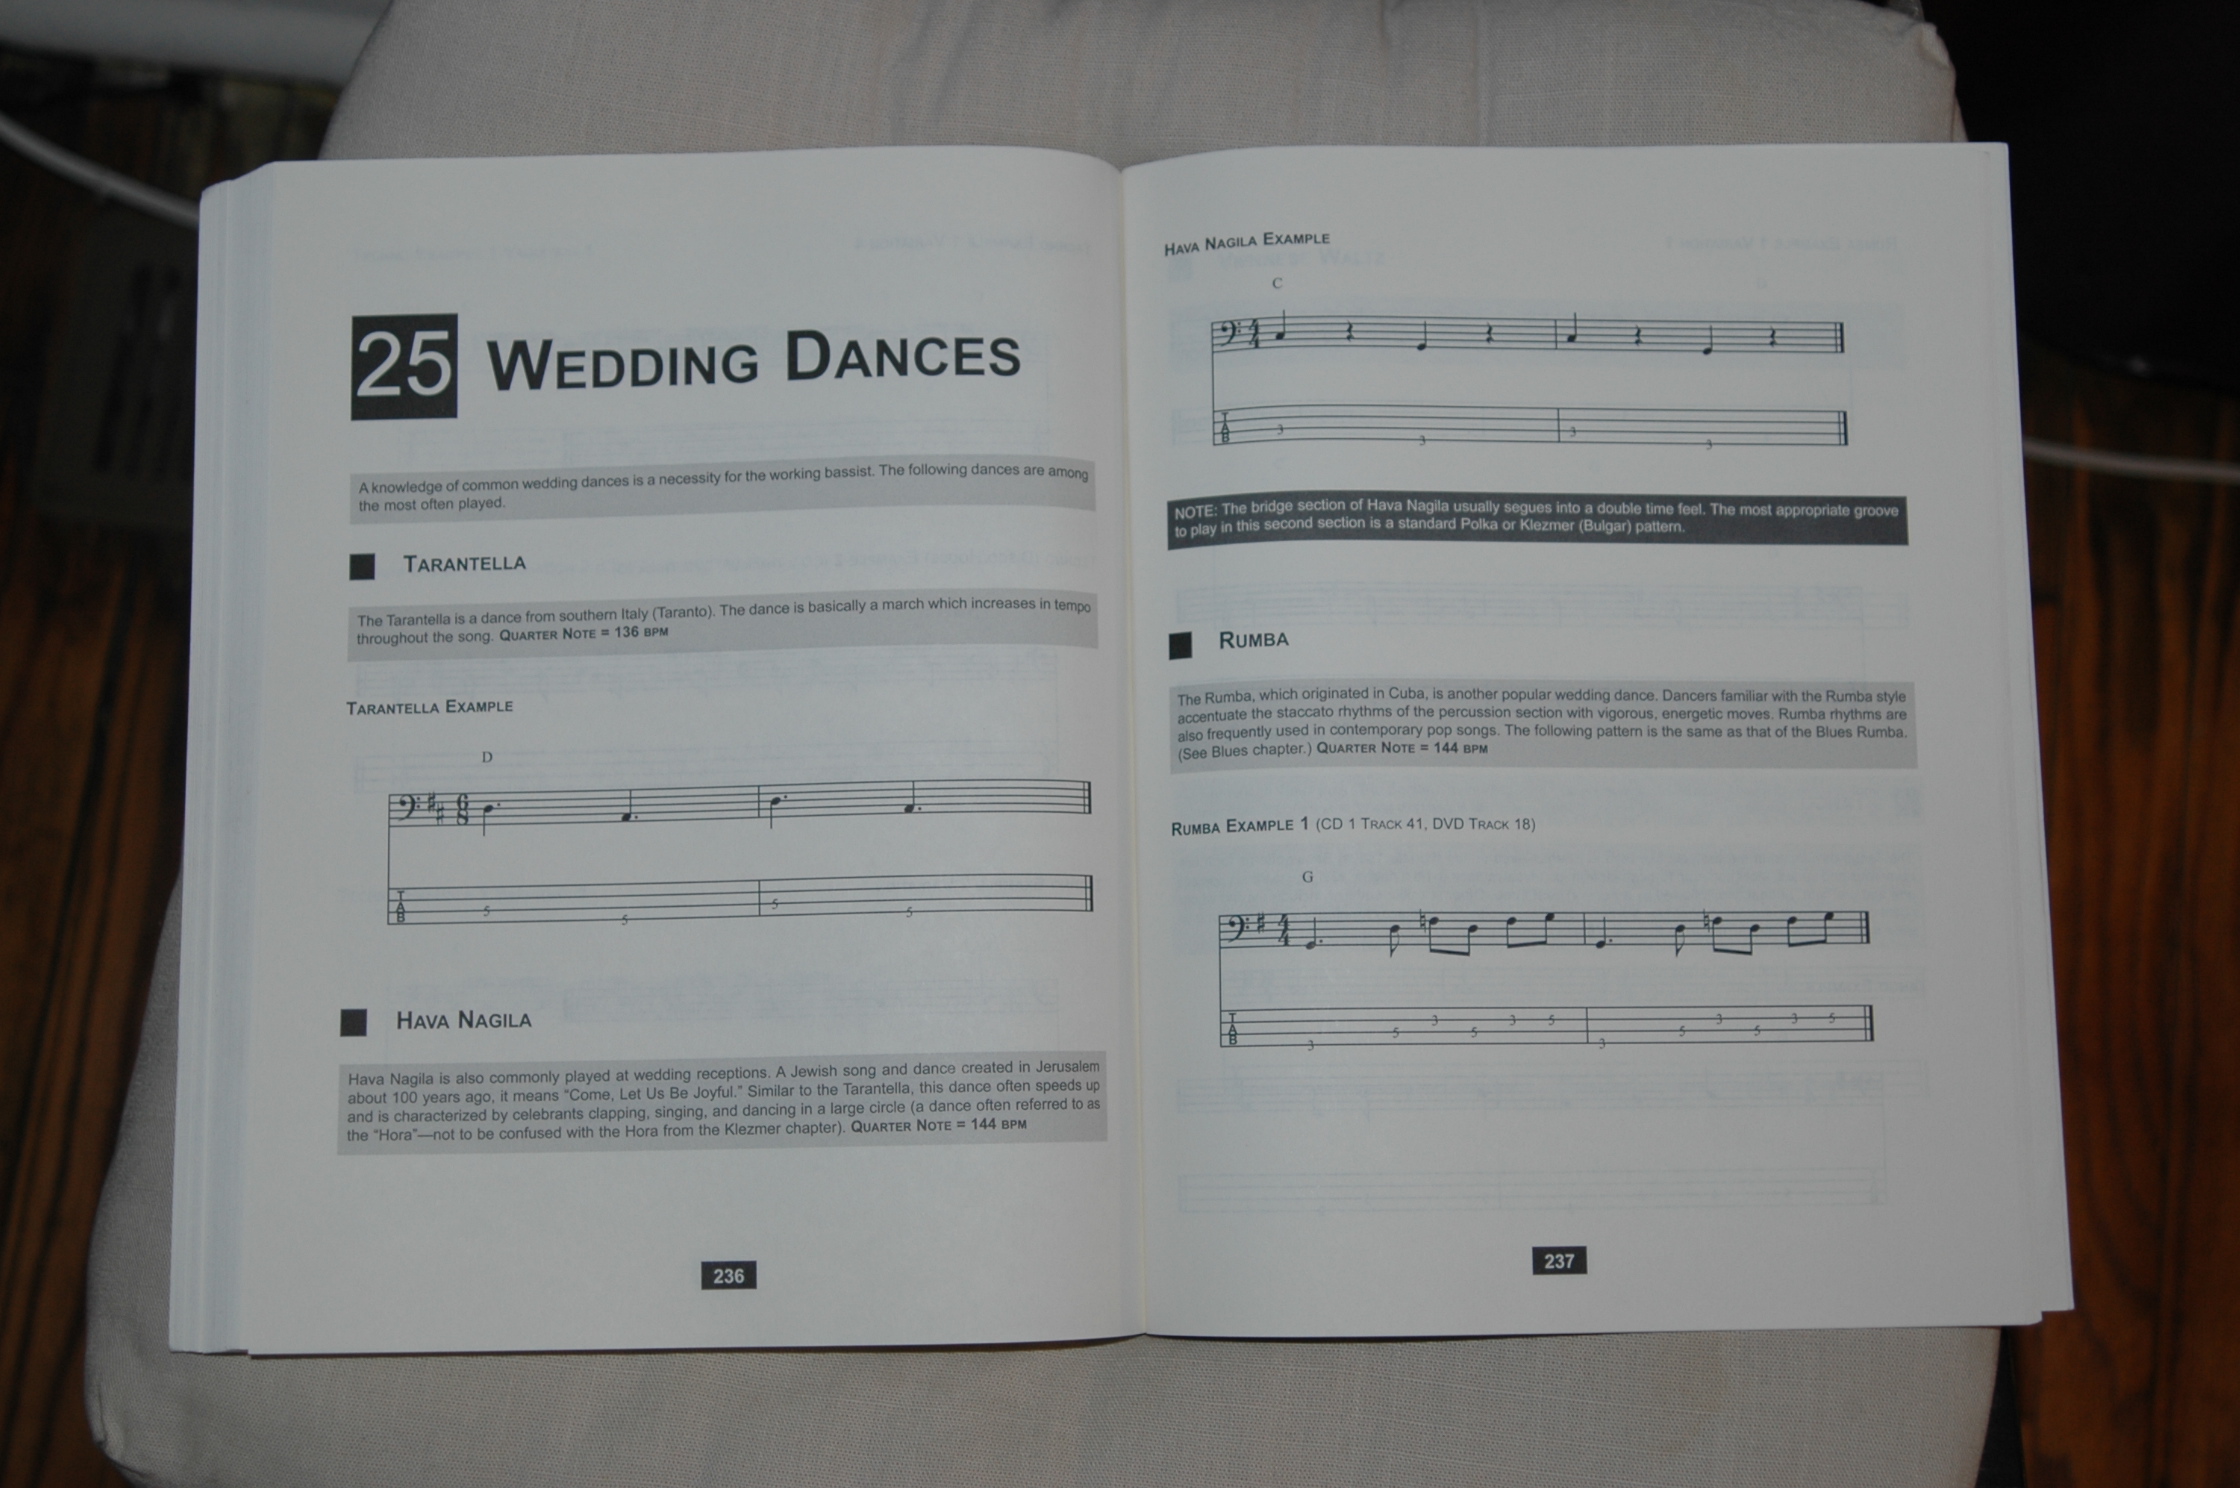 25 WEDDING DANCES
A knowledge of common wedding dances is a necessity for the working bassist. The following dances are among
the most often played.
TARANTELLA
The Tarantella is a dance from southern Italy (Taranto). The dance is basically a march which increases in tempo
throughout the song. QUARTER NOTE = 136 BPM
TARANTELLA EXAMPLE
D
6
8
T
A
B
5 5 5 5
HAVA NAGILA
Hava Nagila is also commonly played at wedding receptions. A Jewish song and dance created in Jerusalem
about 100 years ago, it means “Come, Let Us Be Joyful.” Similar to the Tarantella, this dance often speeds up
and is characterized by celebrants clapping, singing, and dancing in a large circle (a dance often referred to as
the “Hora”—not to be confused with the Hora from the Klezmer chapter). QUARTER NOTE = 144 BPM
236
HAVA NAGILA EXAMPLE
C
4
4
T
A
B
3 3 3 3
NOTE: The bridge section of Hava Nagila usually segues into a double time feel. The most appropriate groove
to play in this second section is a standard Polka or Klezmer (Bulgar) pattern.
RUMBA
The Rumba, which originated in Cuba, is another popular wedding dance. Dancers familiar with the Rumba style
accentuate the staccato rhythms of the percussion section with vigorous, energetic moves. Rumba rhythms are
also frequently used in contemporary pop songs. The following pattern is the same as that of the Blues Rumba.
(See Blues chapter.) QUARTER NOTE = 144 BPM
RUMBA EXAMPLE 1 (CD 1 TRACK 41, DVD TRACK 18)
G
4
4
T
A
B
3 5 3 5 3 5 3 5 3 5 3 5
237